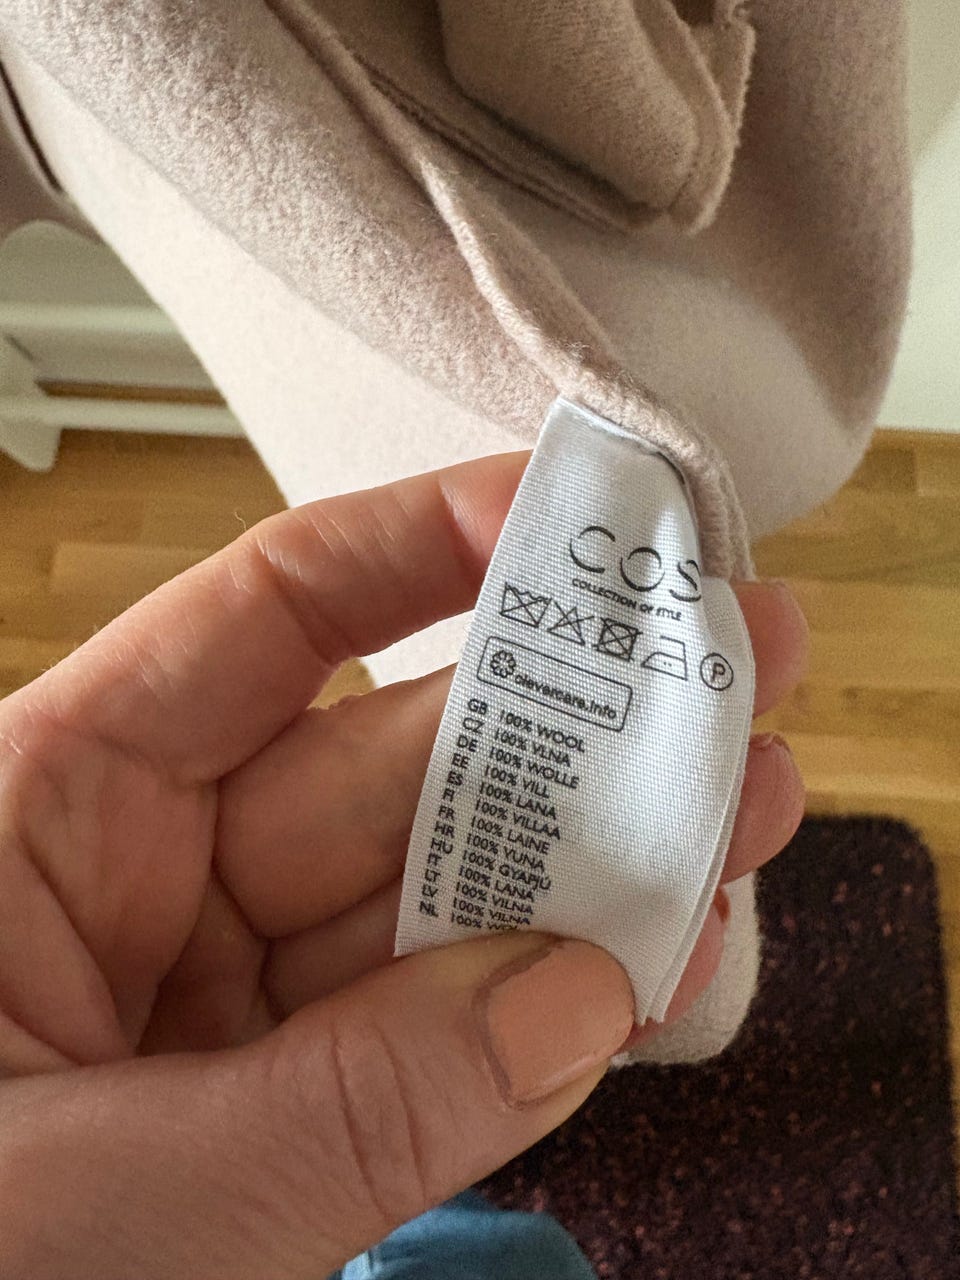 COS
COLLECTION OF STYLE
P
clevercare.info
GB 100% WOOL
CZ 100% VLNA
DE 100% WOLLE
EE 100% VILL
ES 100% LANA
FI 100% VILLAA
FR 100% LAINE
HR 100% VUNA
HU 100% GYAPJÚ
IT 100% LANA
LT 100% VILNA
LV 100% VILNA
NL 100%